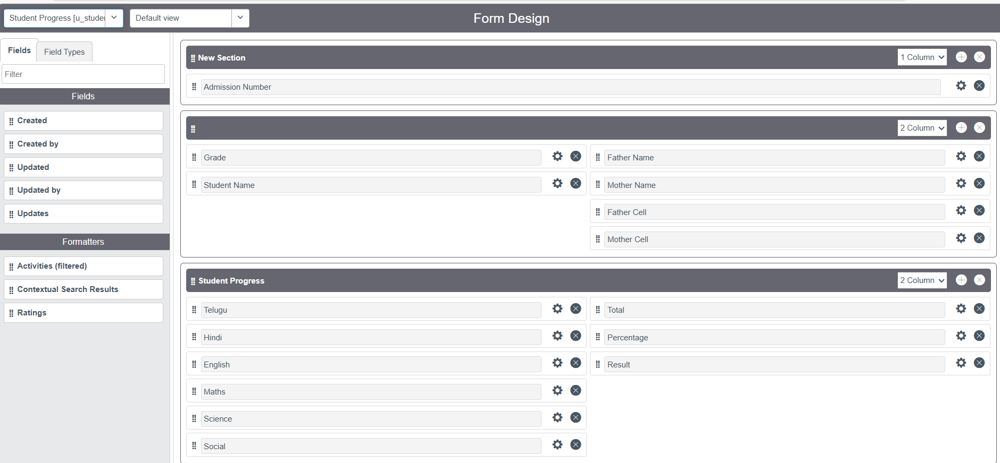 Student Progress [u_studer
Default view
Form Design
Fields
Field Types
Filter
Fields
Created
Created by
Updated
Updated by
Updates
Formatters
Activities (filtered)
Contextual Search Results
Ratings
New Section
1 Column
Admission Number
2 Column
Grade
Father Name
Student Name
Mother Name
Father Cell
Mother Cell
Student Progress
2 Column
Telugu
Total
Hindi
Percentage
English
Result
Maths
Science
Social